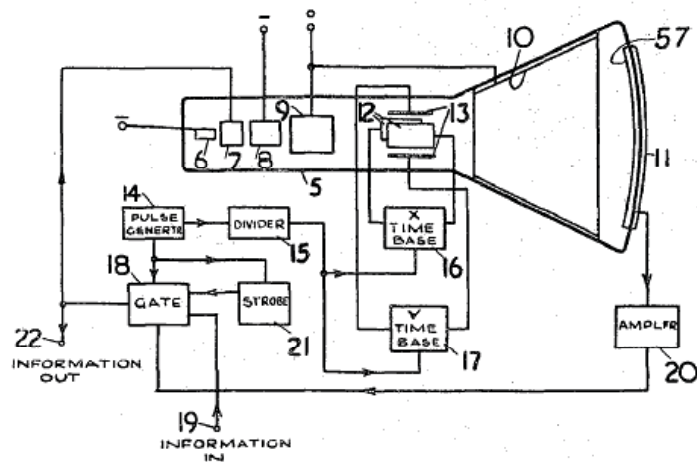 10
57
9
12
13
6
7
8
5
11
14
PULSE
GENERTR
DIVIDER
15
X
TIME
BASE
16
18
GATE
STROBE
21
Y
TIME
BASE
17
AMPLFR
20
22
INFORMATION
OUT
19
INFORMATION
IN